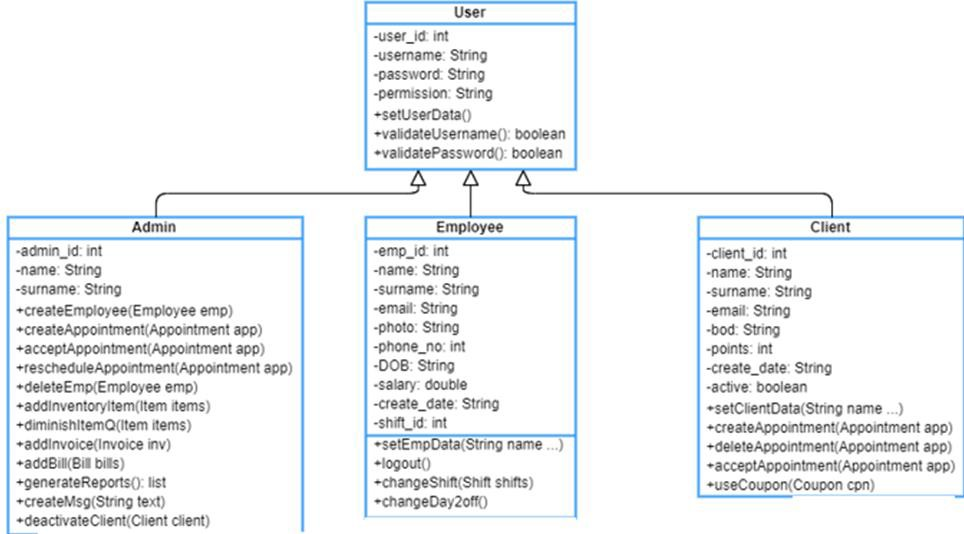 User
-user_id: int
-username: String
-password: String
-permission: String
+setUserData()
+validateUsername(): boolean
+validatePassword(): boolean
Admin
-admin_id: int
-name: String
-surname: String
+createEmployee(Employee emp)
+createAppointment(Appointment app)
+acceptAppointment(Appointment app)
+rescheduleAppointment(Appointment app)
+deleteEmp(Employee emp)
+addInventoryItem(Item items)
+diminishItemQ(Item items)
+addInvoice(Invoice inv)
+addBill(Bill bills)
+generateReports(): list
+createMsg(String text)
+deactivateClient(Client client)
Employee
-emp_id: int
-name: String
-surname: String
-email: String
-photo: String
-phone_no: int
-DOB: String
-salary: double
-create_date: String
-shift_id: int
+setEmpData(String name ...)
+logout()
+changeShift(Shift shifts)
+changeDay2off()
Client
-client_id: int
-name: String
-surname: String
-email: String
-bod: String
-points: int
-create_date: String
-active: boolean
+setClientData(String name ...)
+createAppointment(Appointment app)
+deleteAppointment(Appointment app)
+acceptAppointment(Appointment app)
+useCoupon(Coupon cpn)